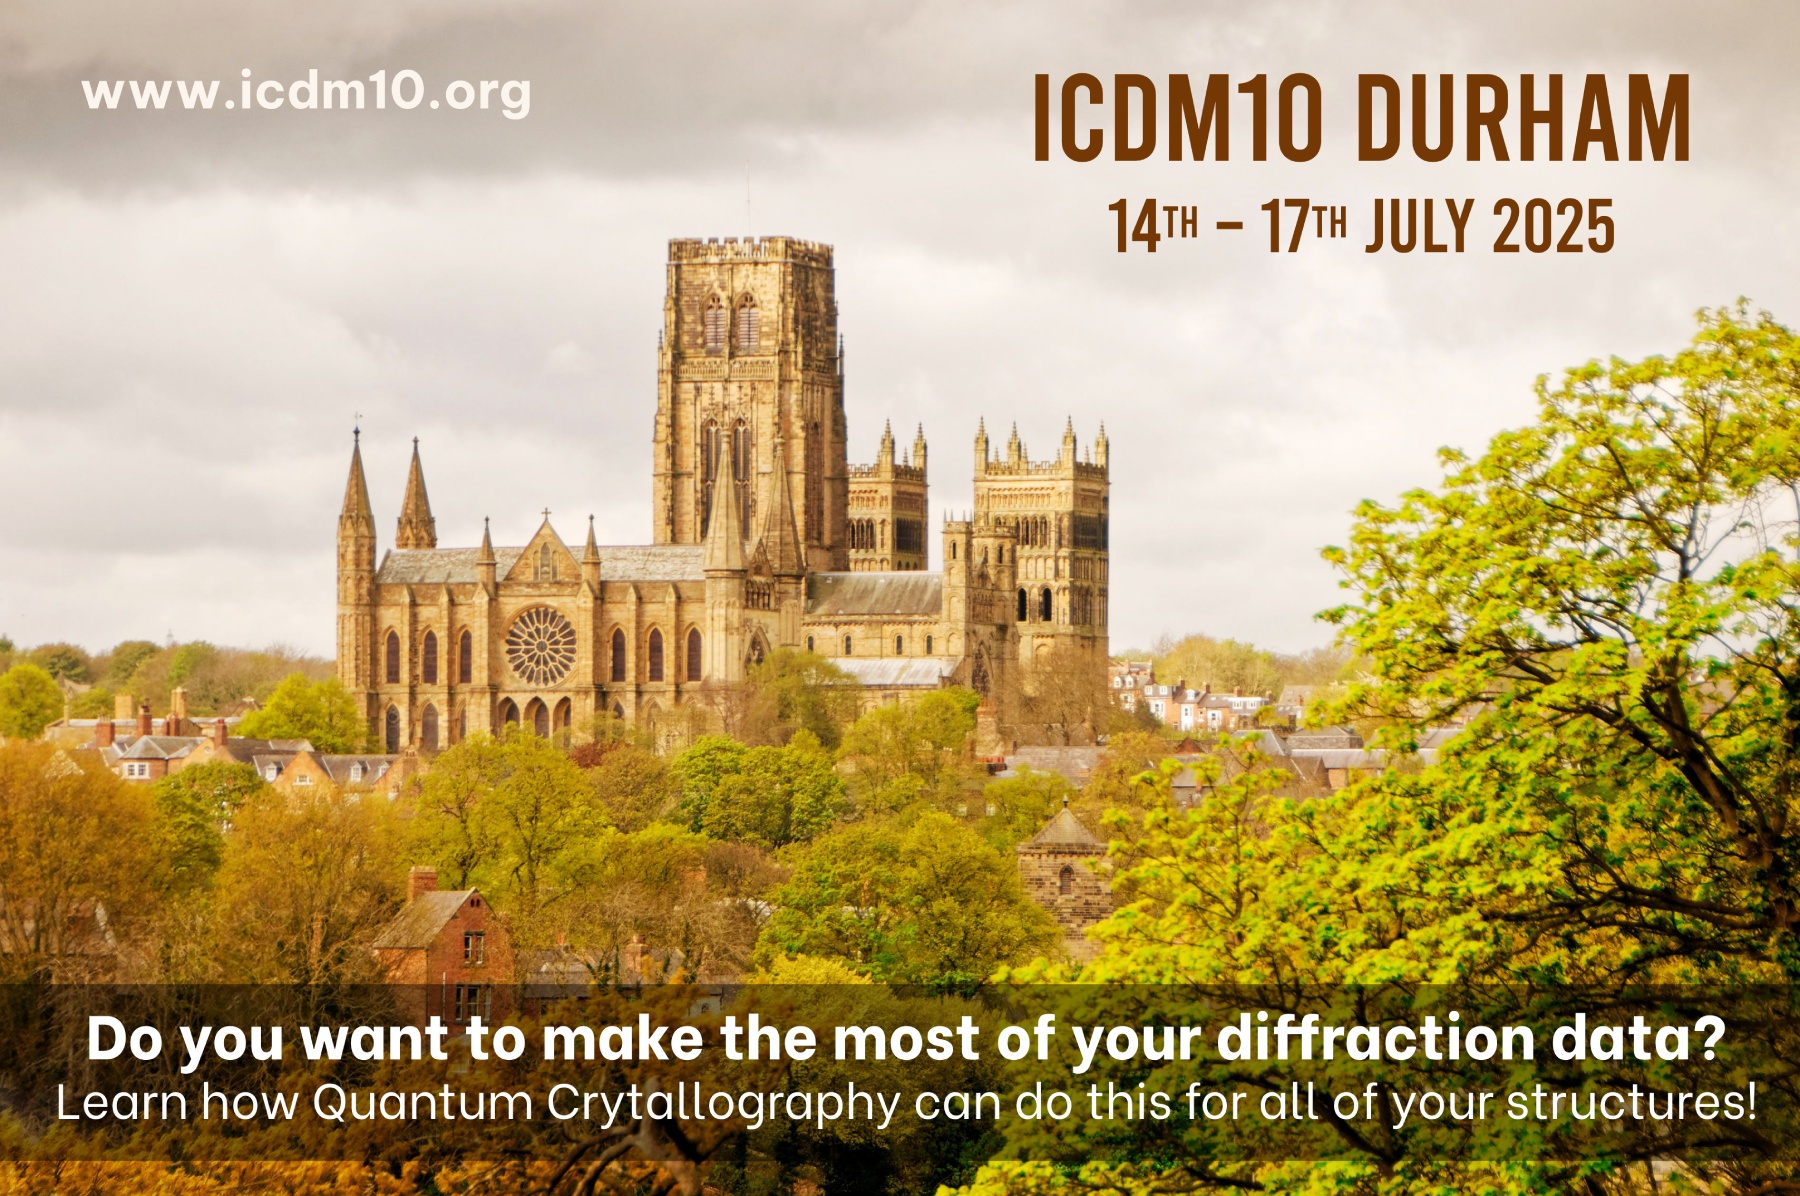 www.icdm10.org
ICDM10 DURHAM
14TH – 17TH JULY 2025
Do you want to make the most of your diffraction data?
Learn how Quantum Crytallography can do this for all of your structures!